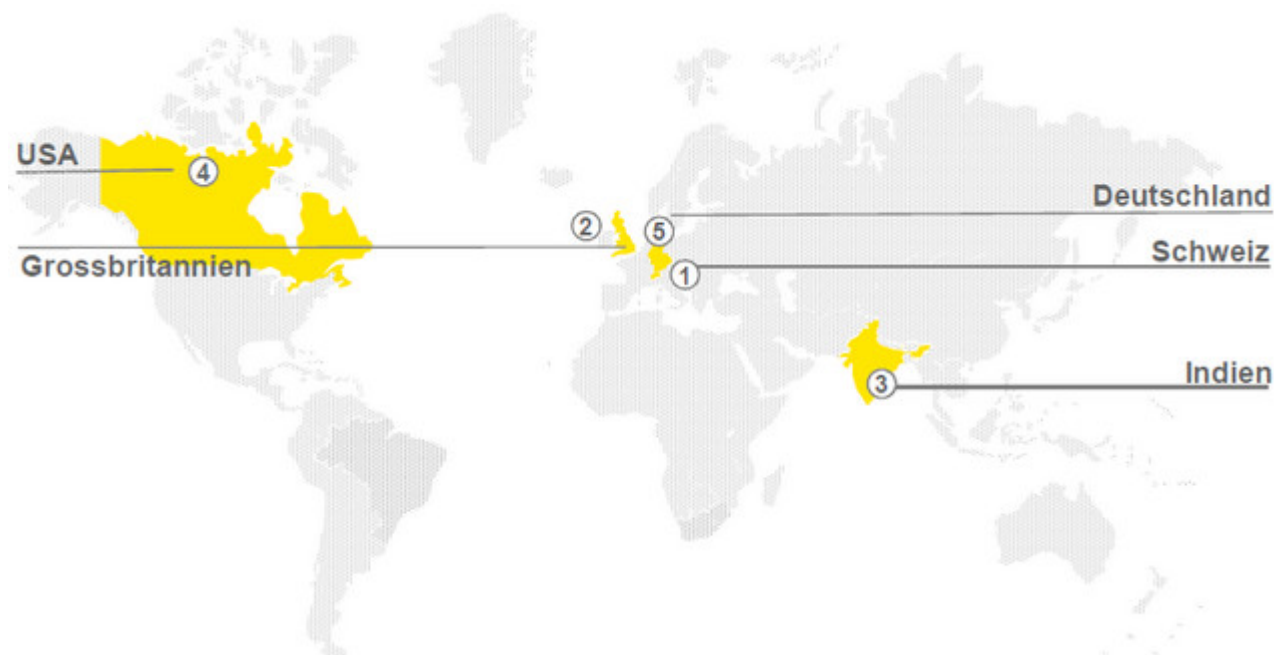 USA
④
Deutschland
②
⑤
Grossbritannien
Schweiz
①
③
Indien